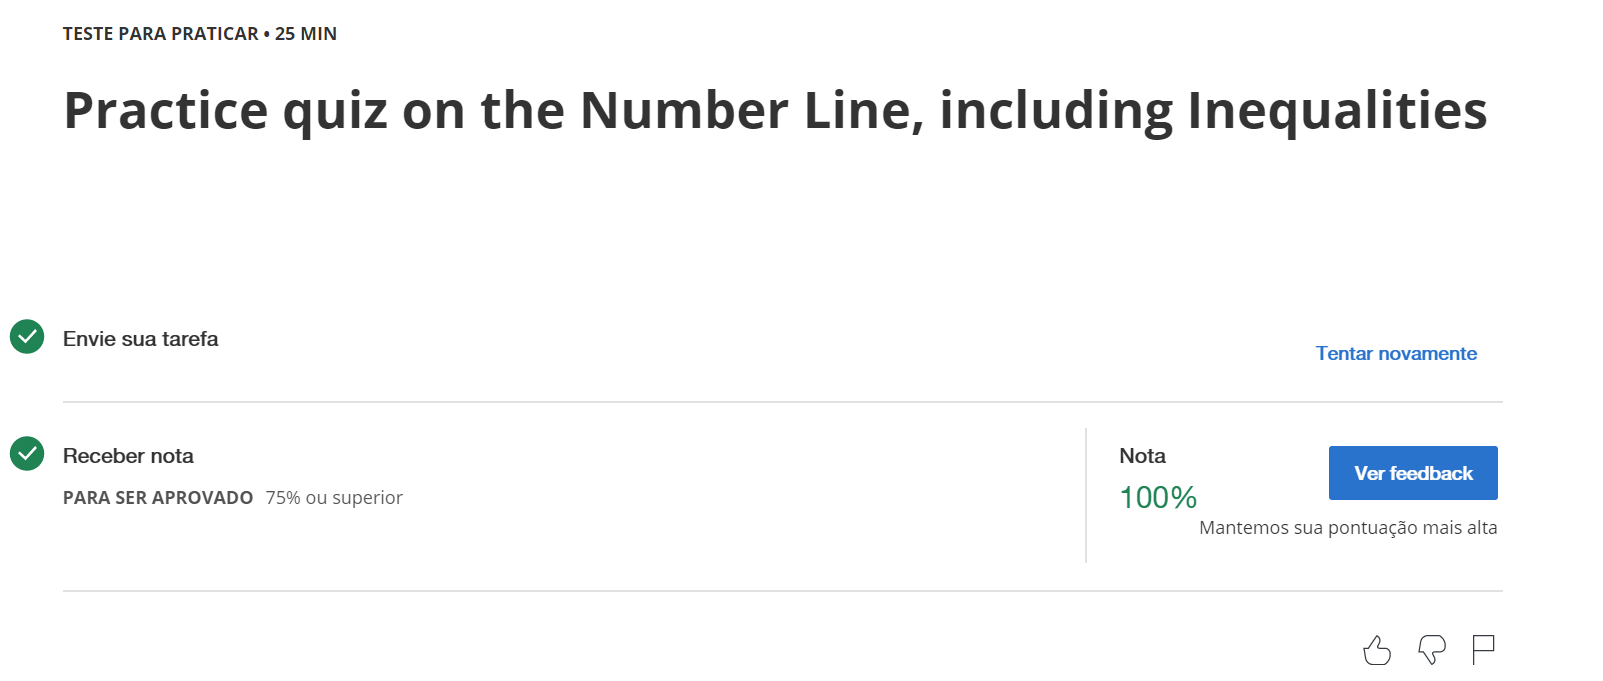 TESTE PARA PRATICAR • 25 MIN
Practice quiz on the Number Line, including Inequalities
Envie sua tarefa
Tentar novamente
Receber nota
PARA SER APROVADO 75% ou superior
Nota
100%
Ver feedback
Mantemos sua pontuação mais alta